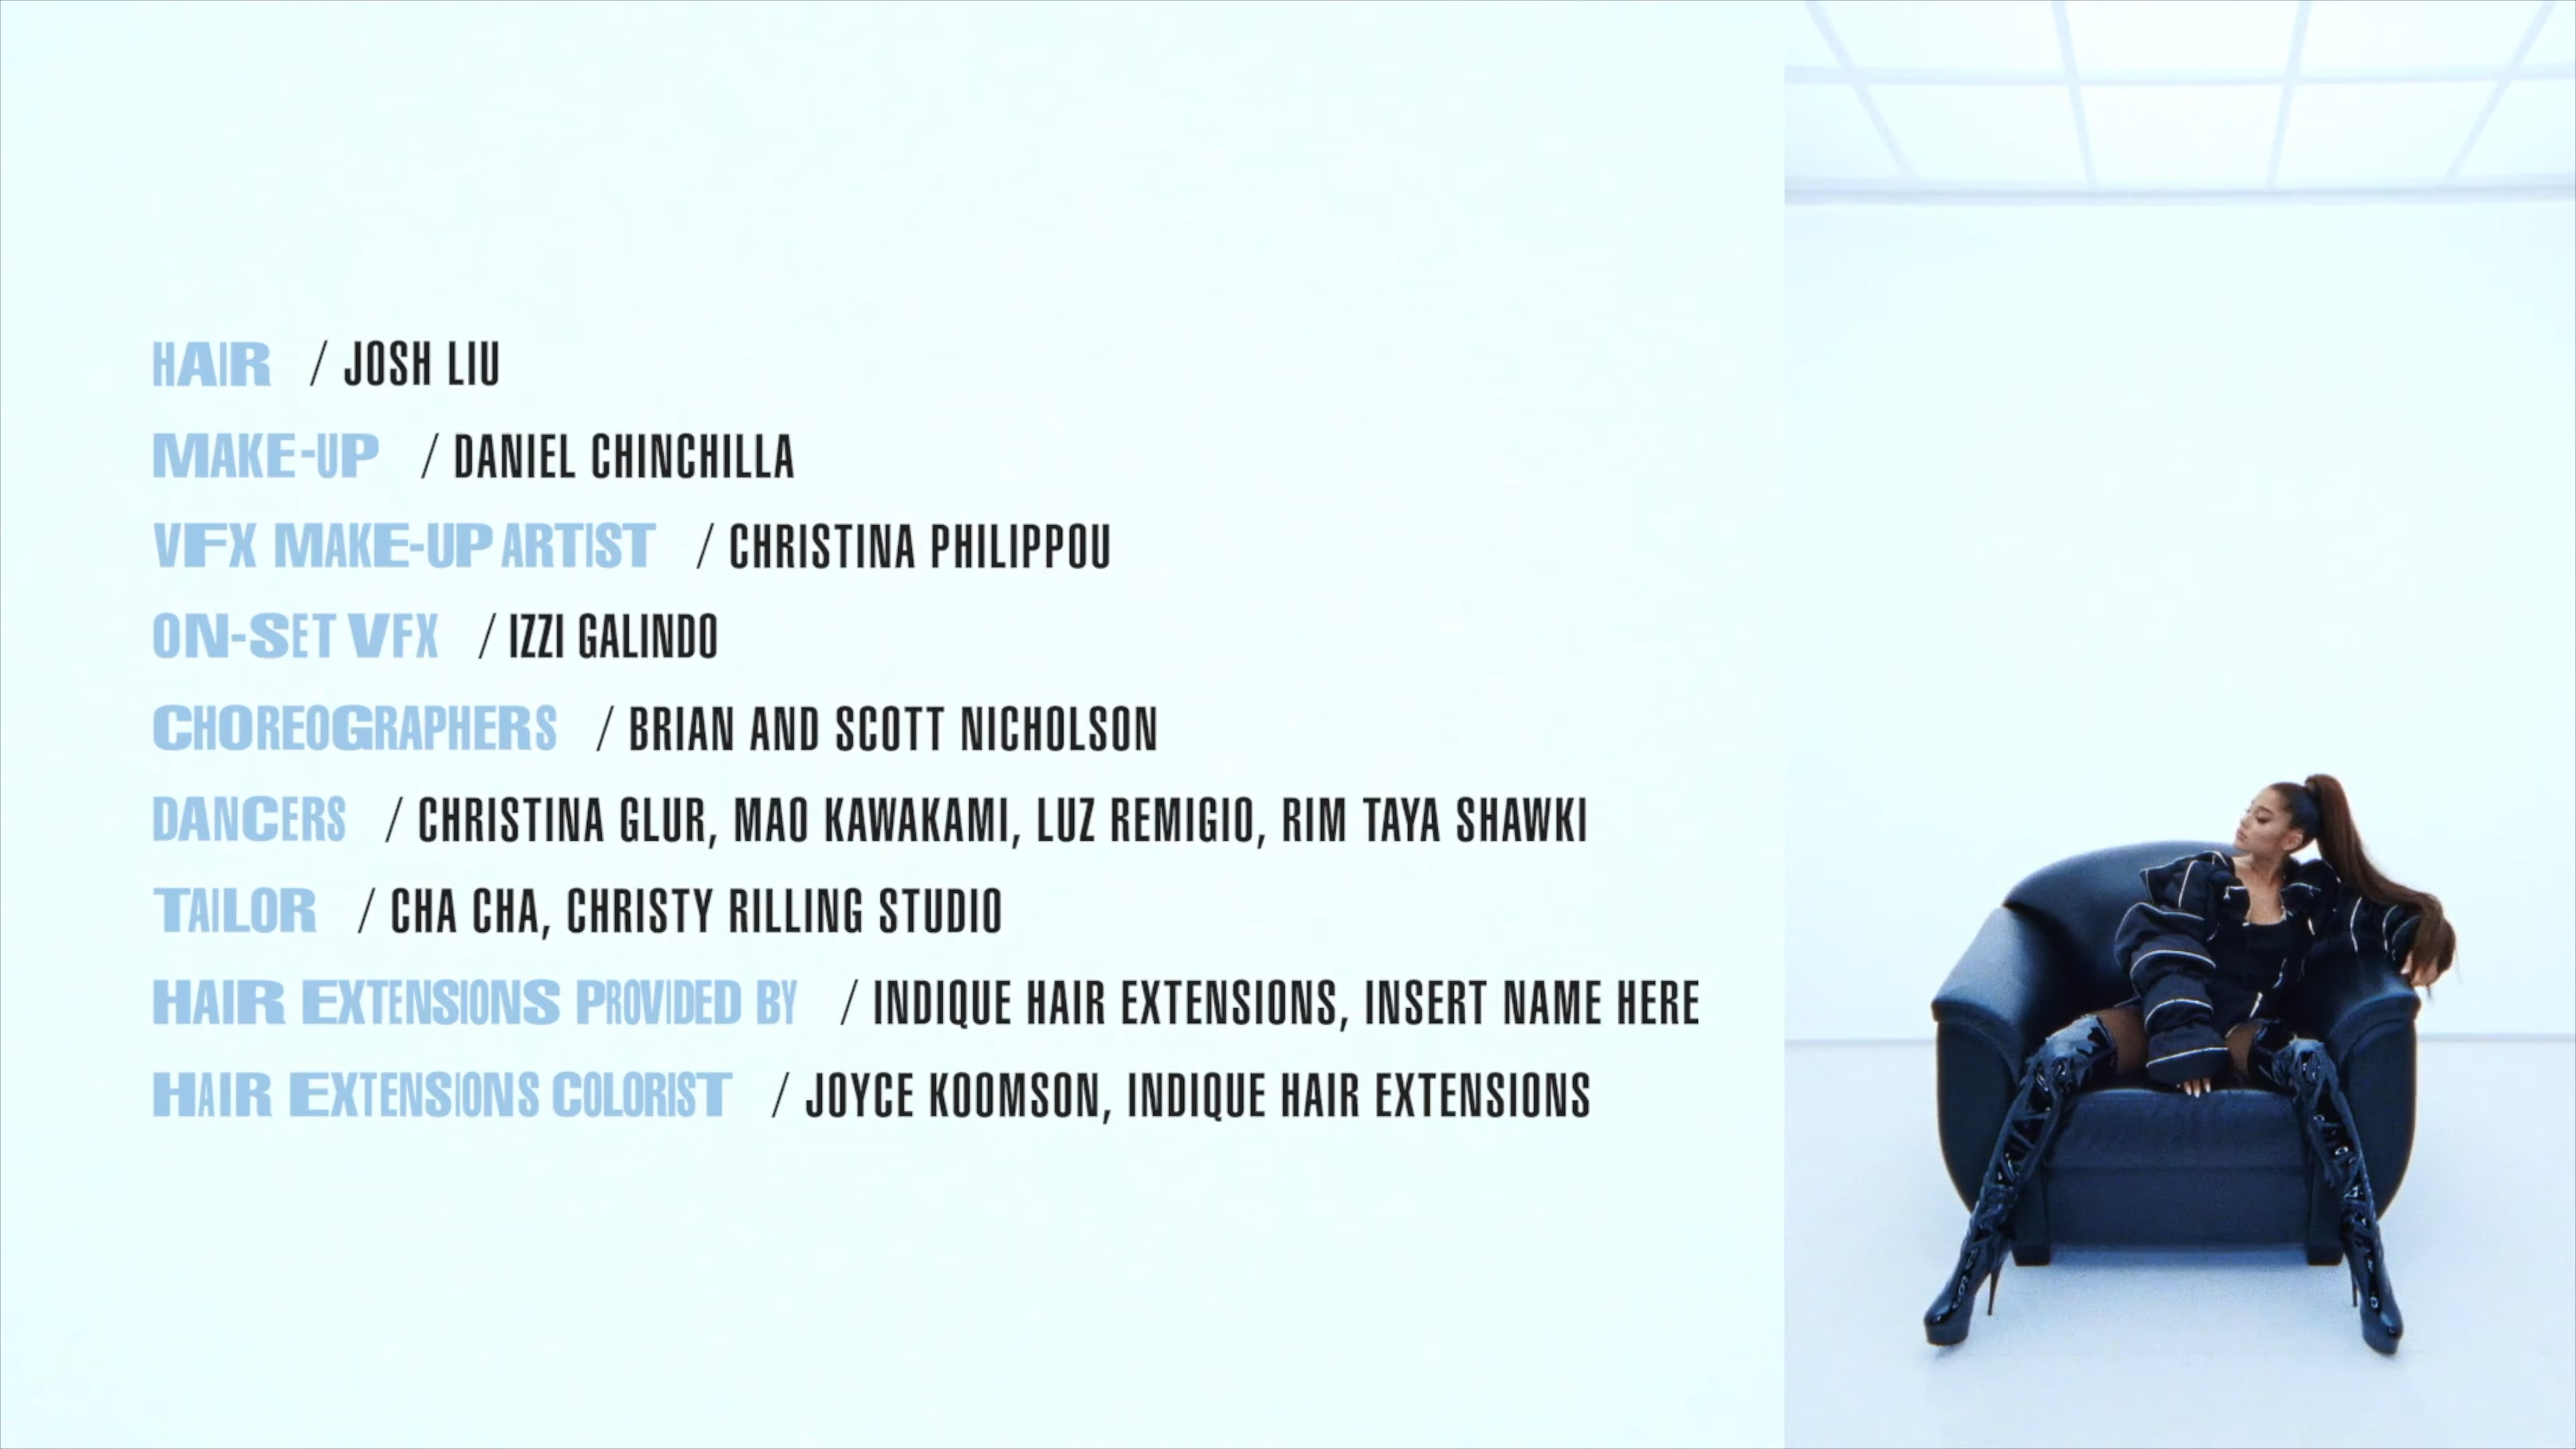 HAIR / JOSH LIU
MAKE-UP / DANIEL CHINCHILLA
VFX MAKE-UP ARTIST / CHRISTINA PHILIPPOU
ON-SET VFX / IZZI GALINDO
CHOREOGRAPHERS / BRIAN AND SCOTT NICHOLSON
DANCERS / CHRISTINA GLUR, MAO KAWAKAMI, LUZ REMIGIO, RIM TAYA SHAWKI
TAILOR / CHA CHA, CHRISTY RILLING STUDIO
HAIR EXTENSIONS PROVIDED BY / INDIQUE HAIR EXTENSIONS, INSERT NAME HERE
HAIR EXTENSIONS COLORIST / JOYCE KOOMSON, INDIQUE HAIR EXTENSIONS